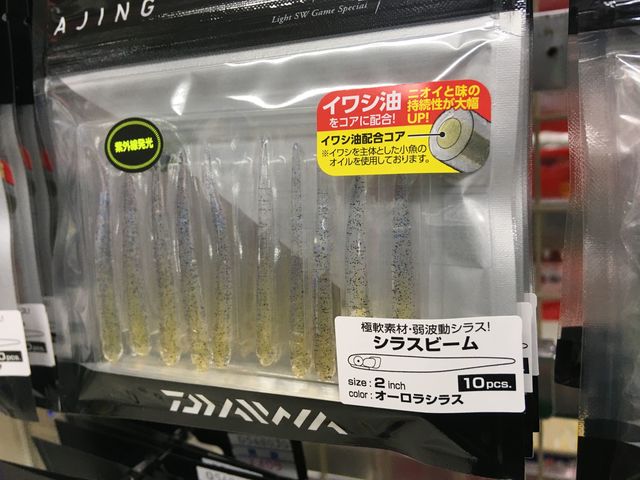 AJING
Light SW Game Special
イワシ油
をコアに配合!
ニオイと味の
持続性が大幅
UP!
イワシ油配合コア
※イワシを主体とした小魚の
オイルを使用しております。
紫外線発光
極軟素材・弱波動シラス!
シラスビーム
size : 2 inch
10pcs.
color : オーロラシラス
DAIWA
pcs.